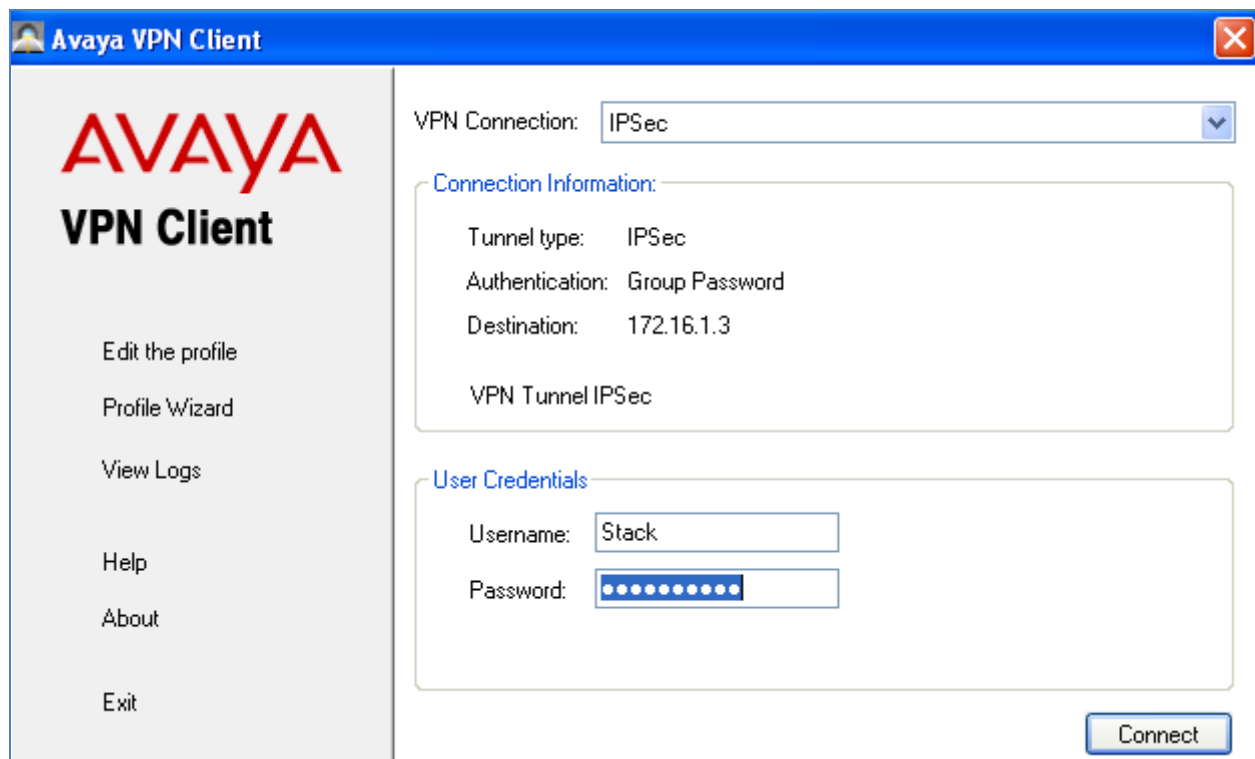 Avaya VPN Client
AVAYA
VPN Client
Edit the profile
Profile Wizard
View Logs
Help
About
Exit
VPN Connection: IPSec
Connection Information:
Tunnel type: IPSec
Authentication: Group Password
Destination: 172.16.1.3
VPN Tunnel IPSec
User Credentials
Username: Stack
Password: ●●●●●●●●●●
Connect